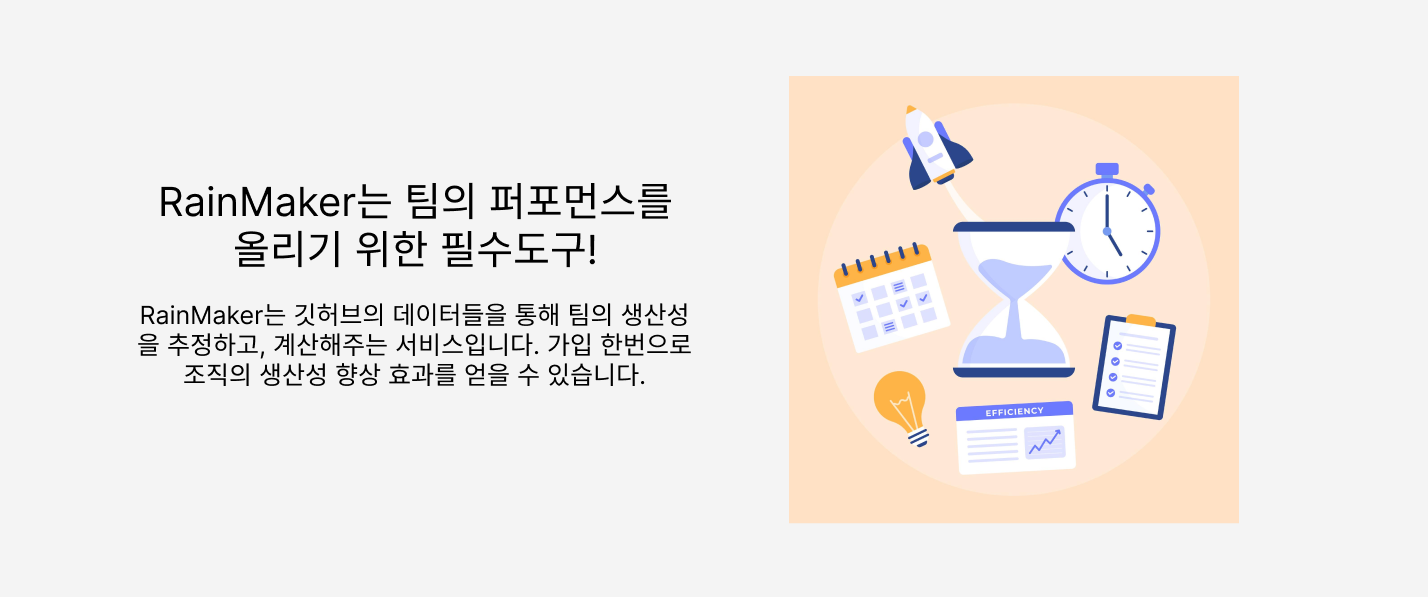 RainMaker는 팀의 퍼포먼스를
올리기 위한 필수도구!
RainMaker는 깃허브의 데이터들을 통해 팀의 생산성
을 추정하고, 계산해주는 서비스입니다. 가입 한번으로
조직의 생산성 향상 효과를 얻을 수 있습니다.
EFFICIENCY